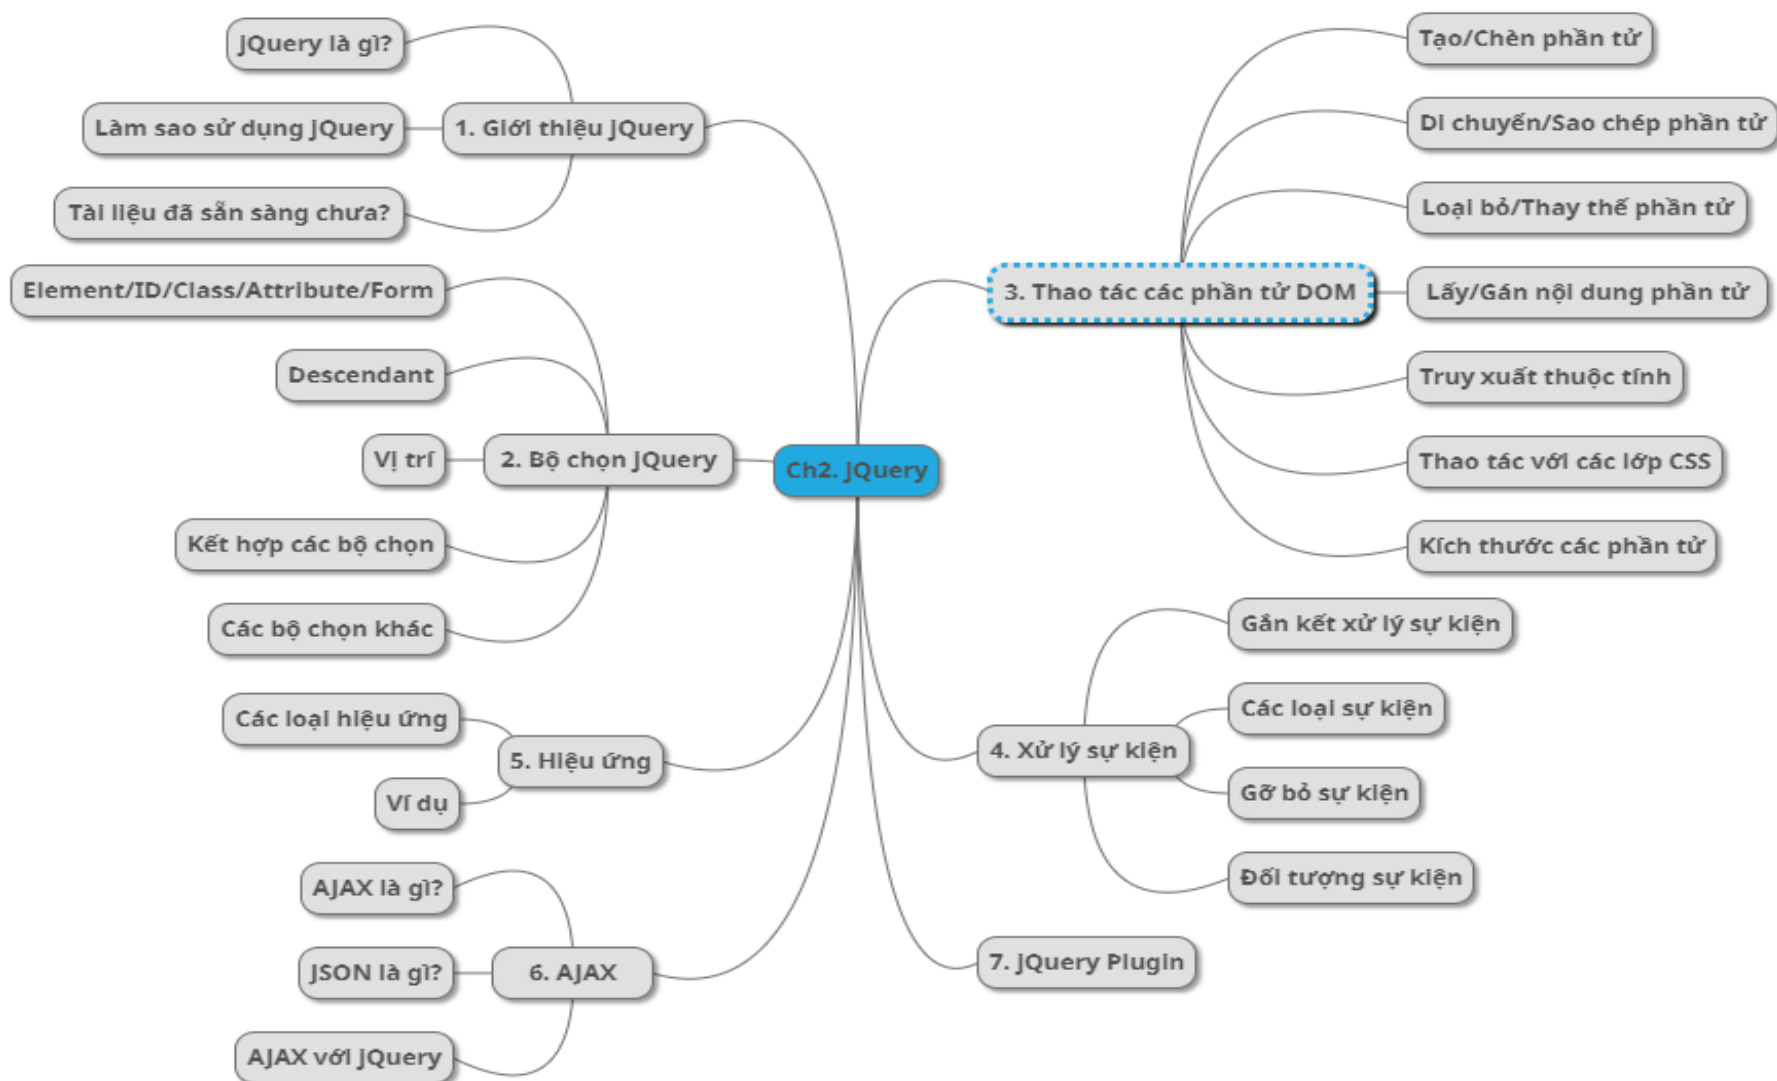 Ch2. jQuery
1. Giới thiệu jQuery
jQuery là gì?
Làm sao sử dụng jQuery
Tài liệu đã sẵn sàng chưa?
2. Bộ chọn jQuery
Element/ID/Class/Attribute/Form
Descendant
Vị trí
Kết hợp các bộ chọn
Các bộ chọn khác
3. Thao tác các phần tử DOM
Tạo/Chèn phần tử
Di chuyển/Sao chép phần tử
Loại bỏ/Thay thế phần tử
Lấy/Gán nội dung phần tử
Truy xuất thuộc tính
Thao tác với các lớp CSS
Kích thước các phần tử
4. Xử lý sự kiện
Gắn kết xử lý sự kiện
Các loại sự kiện
Gỡ bỏ sự kiện
Đối tượng sự kiện
5. Hiệu ứng
Các loại hiệu ứng
Ví dụ
6. AJAX
AJAX là gì?
JSON là gì?
AJAX với jQuery
7. jQuery Plugin